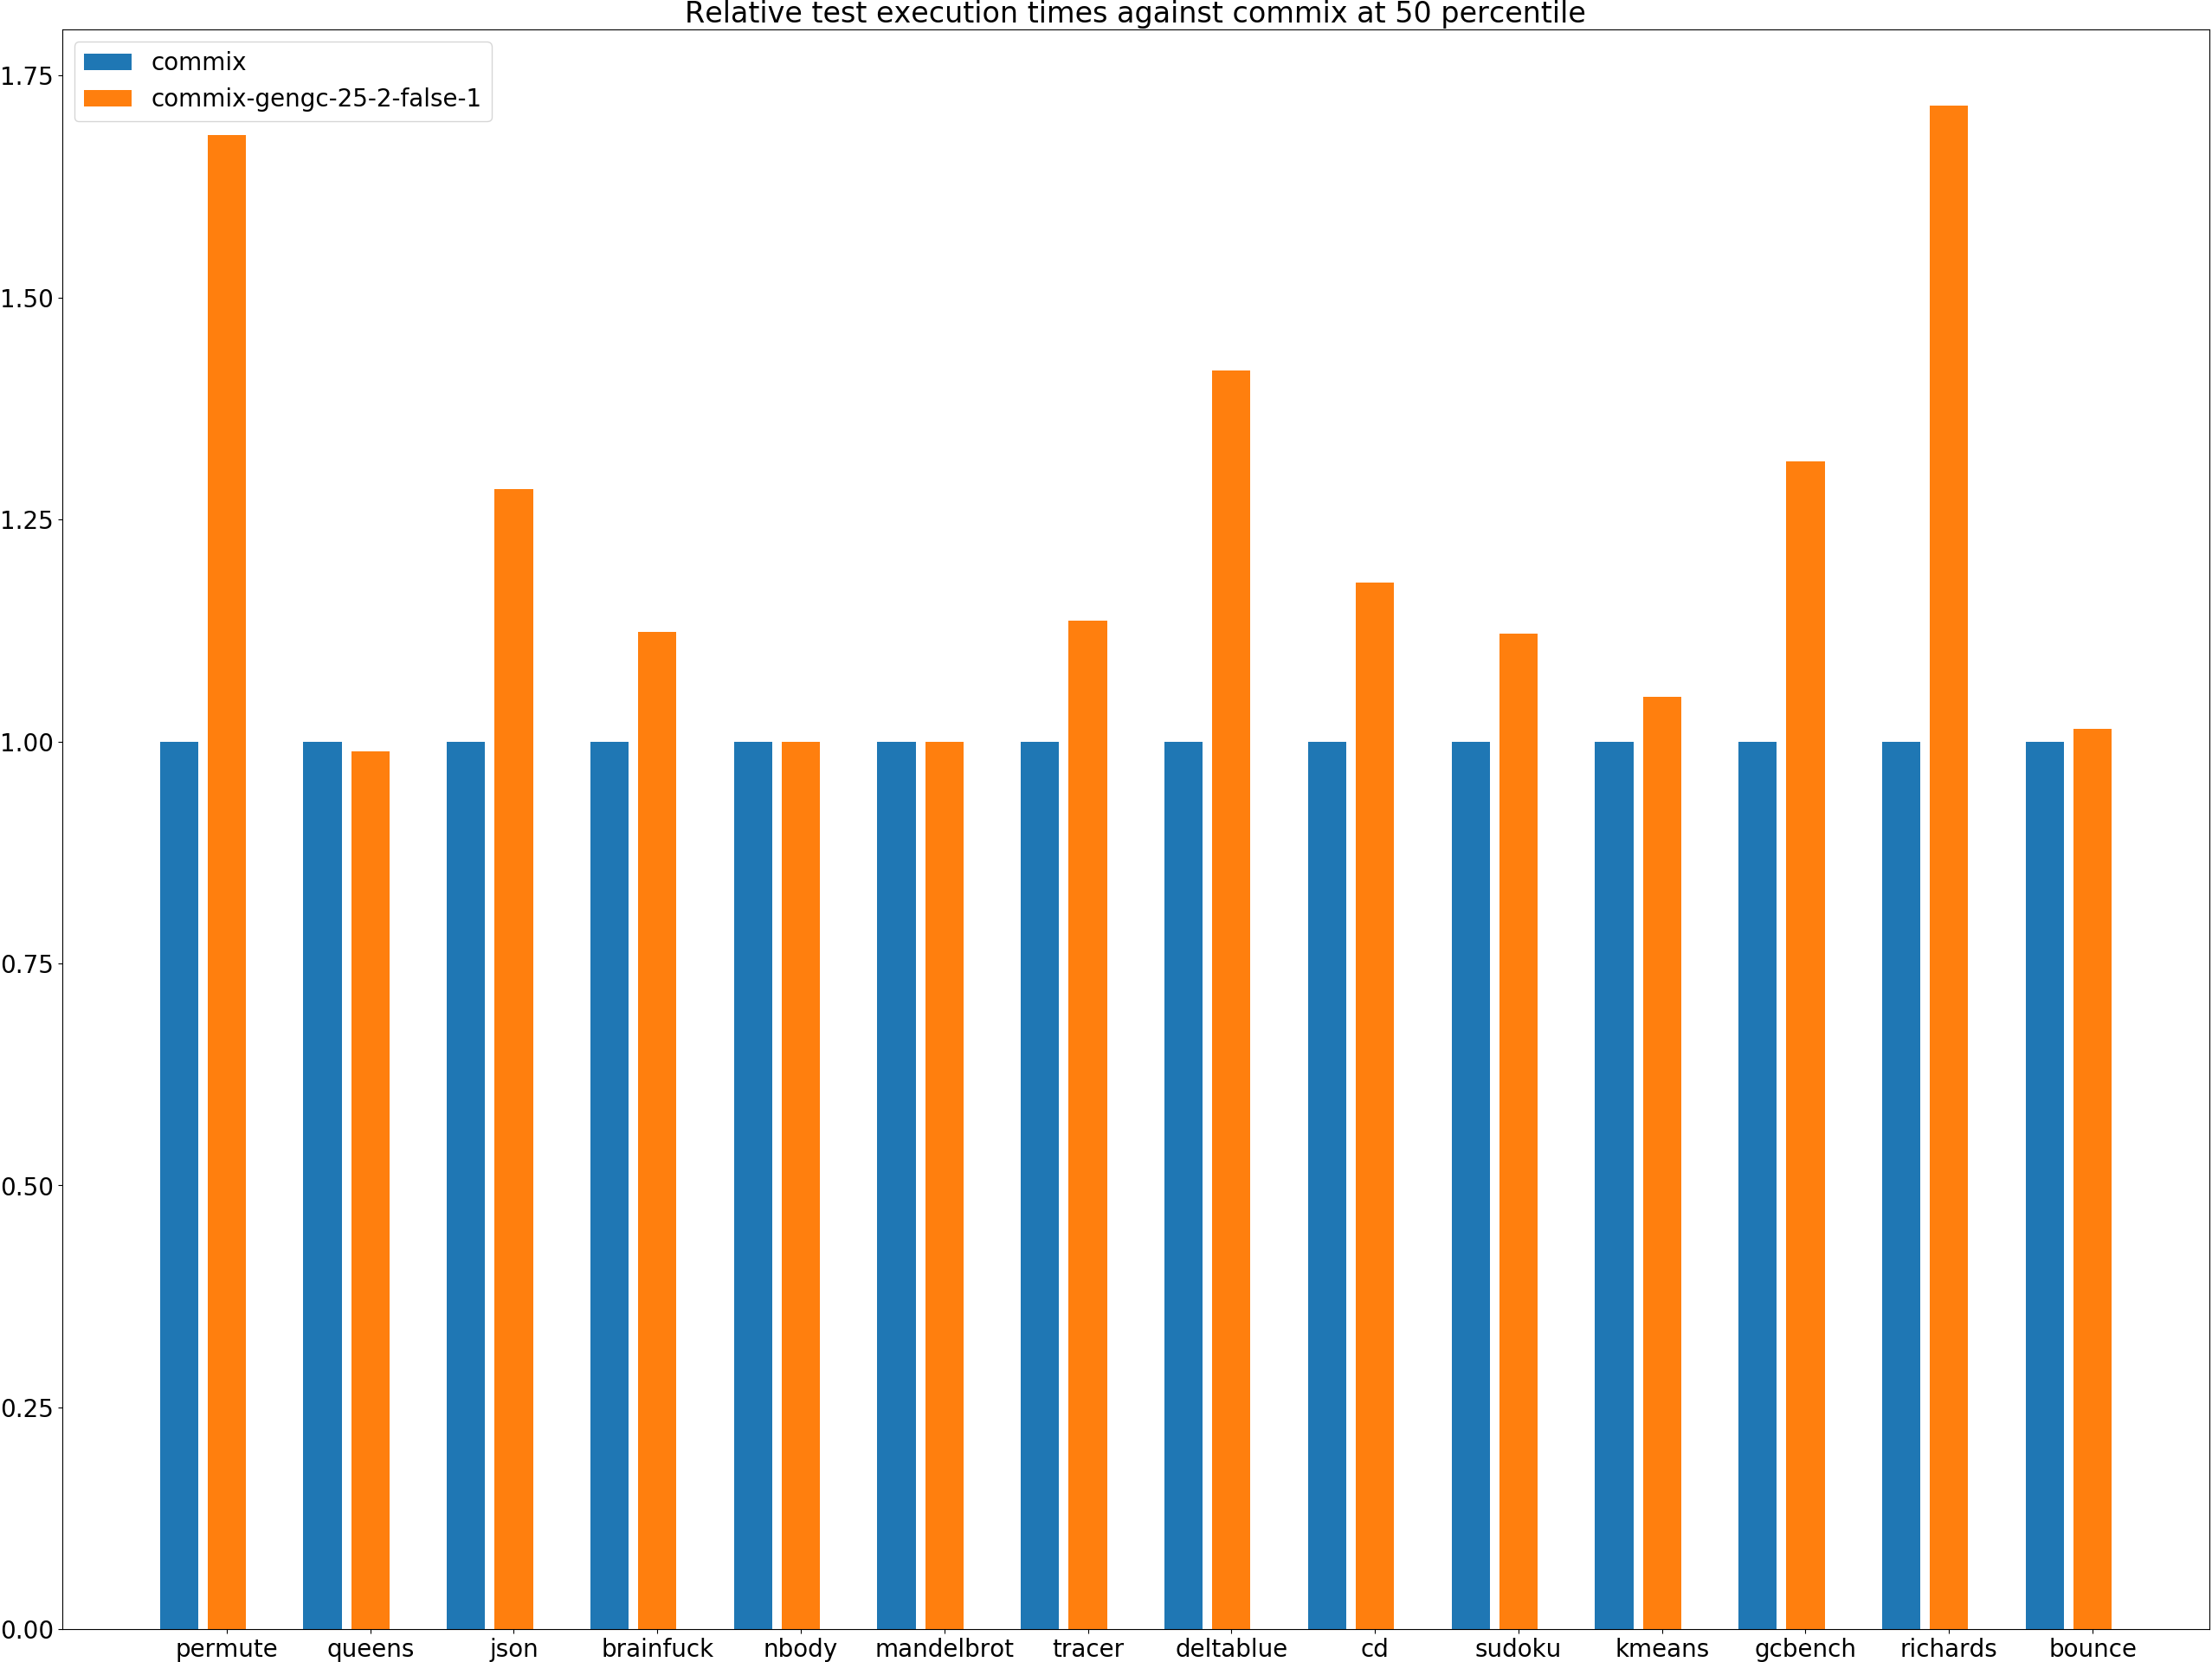 Relative test execution times against commix at 50 percentile
commix
commix-gengc-25-2-false-1
1.75
1.50
1.25
1.00
0.75
0.50
0.25
0.00
permute queens json brainfuck nbody mandelbrot tracer deltablue cd sudoku kmeans gcbench richards bounce